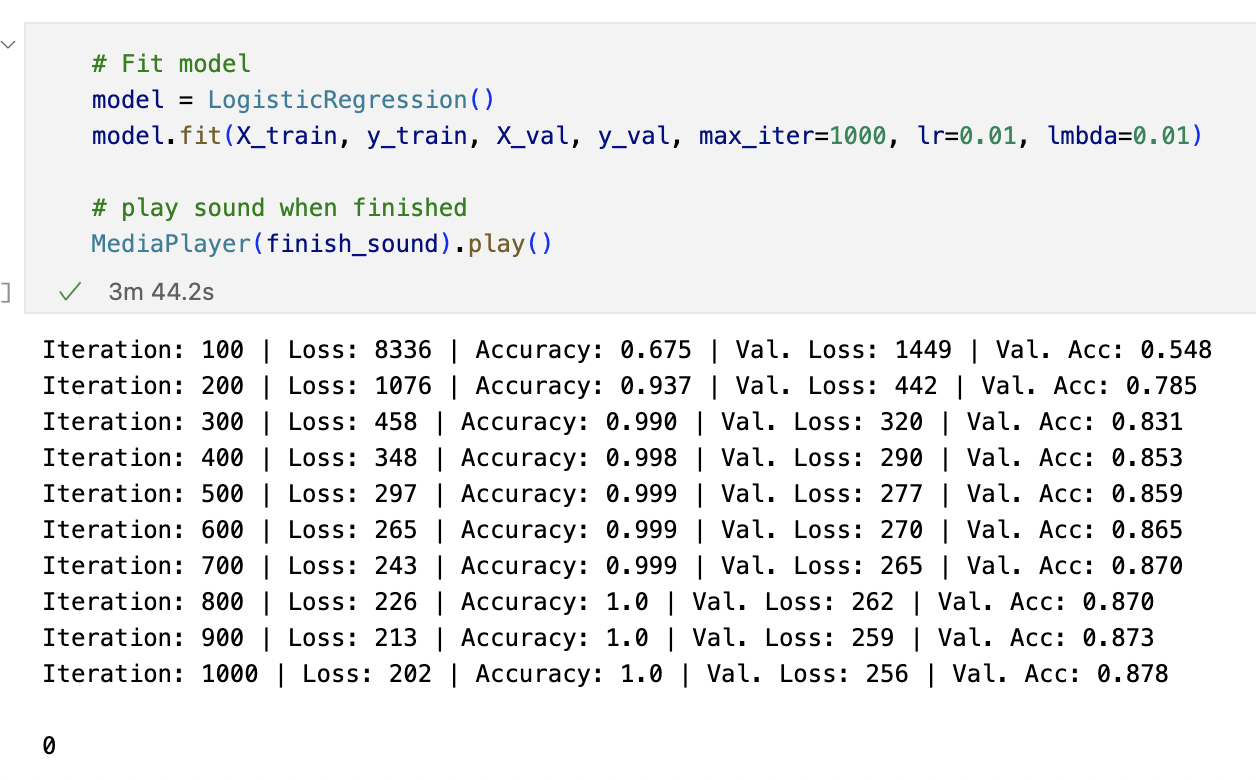 # Fit model
model = LogisticRegression()
model.fit(X_train, y_train, X_val, y_val, max_iter=1000, lr=0.01, lmbda=0.01)
# play sound when finished
MediaPlayer(finish_sound).play()
] ✓ 3m 44.2s
Iteration: 100 | Loss: 8336 | Accuracy: 0.675 | Val. Loss: 1449 | Val. Acc: 0.548
Iteration: 200 | Loss: 1076 | Accuracy: 0.937 | Val. Loss: 442 | Val. Acc: 0.785
Iteration: 300 | Loss: 458 | Accuracy: 0.990 | Val. Loss: 320 | Val. Acc: 0.831
Iteration: 400 | Loss: 348 | Accuracy: 0.998 | Val. Loss: 290 | Val. Acc: 0.853
Iteration: 500 | Loss: 297 | Accuracy: 0.999 | Val. Loss: 277 | Val. Acc: 0.859
Iteration: 600 | Loss: 265 | Accuracy: 0.999 | Val. Loss: 270 | Val. Acc: 0.865
Iteration: 700 | Loss: 243 | Accuracy: 0.999 | Val. Loss: 265 | Val. Acc: 0.870
Iteration: 800 | Loss: 226 | Accuracy: 1.0 | Val. Loss: 262 | Val. Acc: 0.870
Iteration: 900 | Loss: 213 | Accuracy: 1.0 | Val. Loss: 259 | Val. Acc: 0.873
Iteration: 1000 | Loss: 202 | Accuracy: 1.0 | Val. Loss: 256 | Val. Acc: 0.878
0